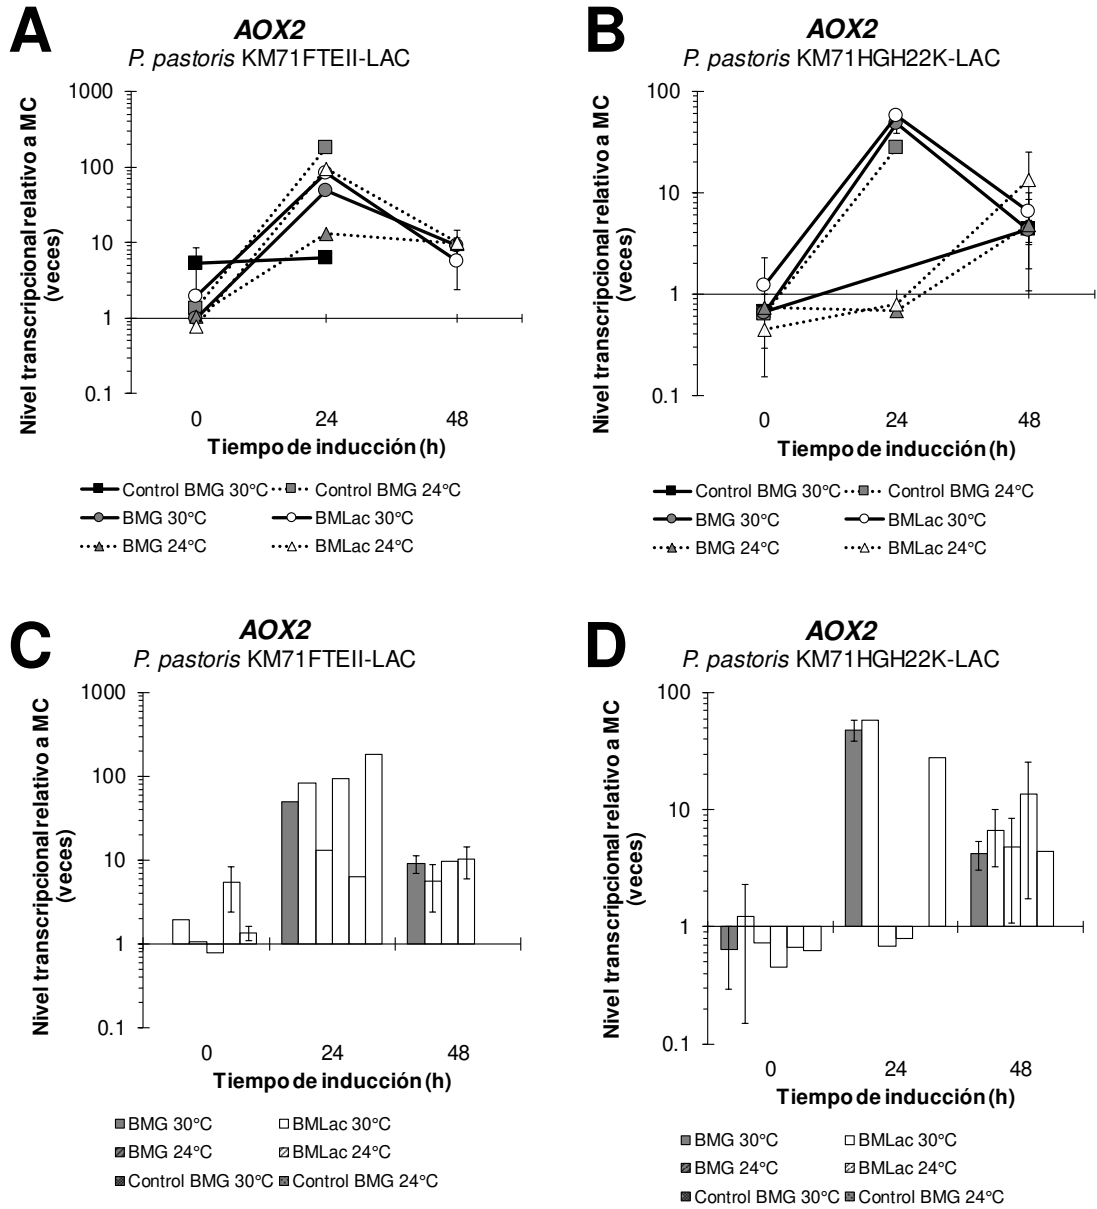 A
AOX2
P. pastoris KM71FTEII-LAC
Nivel transcripcional relativo a MC
(veces)
1000
100
10
1
0.1
0
24
48
Tiempo de inducción (h)
Control BMG 30°C
Control BMG 24°C
BMG 30°C
BMLac 30°C
BMG 24°C
BMLac 24°C
B
AOX2
P. pastoris KM71HGH22K-LAC
Nivel transcripcional relativo a MC
(veces)
100
10
1
0.1
0
24
48
Tiempo de inducción (h)
Control BMG 30°C
Control BMG 24°C
BMG 30°C
BMLac 30°C
BMG 24°C
BMLac 24°C
C
AOX2
P. pastoris KM71FTEII-LAC
Nivel transcripcional relativo a MC
(veces)
1000
100
10
1
0.1
0
24
48
Tiempo de inducción (h)
BMG 30°C
BMLac 30°C
BMG 24°C
BMLac 24°C
Control BMG 30°C
Control BMG 24°C
D
AOX2
P. pastoris KM71HGH22K-LAC
Nivel transcripcional relativo a MC
(veces)
100
10
1
0.1
0
24
48
Tiempo de inducción (h)
BMG 30°C
BMLac 30°C
BMG 24°C
BMLac 24°C
Control BMG 30°C
Control BMG 24°C